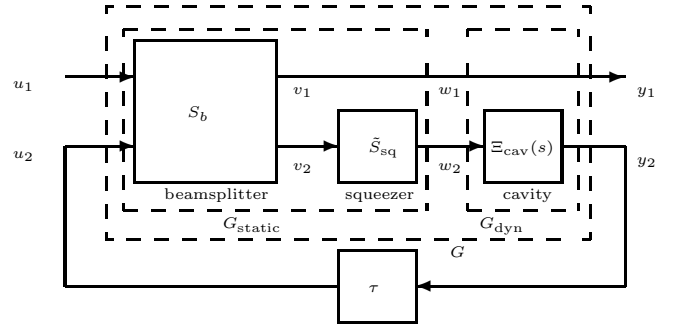 u₁
S_b
v₁
w₁
y₁
u₂
v₂
S̃_sq
w₂
Ξ_cav(s)
y₂
beamsplitter
squeezer
cavity
G_static
G_dyn
G
τ